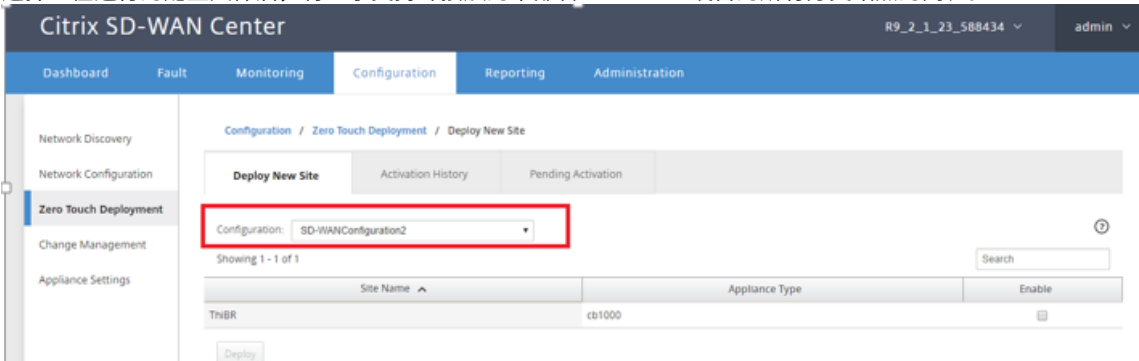 Citrix SD-WAN Center
R9_2_1_23_588434
admin
Dashboard Fault Monitoring Configuration Reporting Administration
Network Discovery
Network Configuration
Zero Touch Deployment
Change Management
Appliance Settings
Configuration / Zero Touch Deployment / Deploy New Site
Deploy New Site Activation History Pending Activation
Configuration: SD-WANConfiguration2
Showing 1 - 1 of 1
Search
Site Name Appliance Type Enable
ThiBR cb1000
Deploy